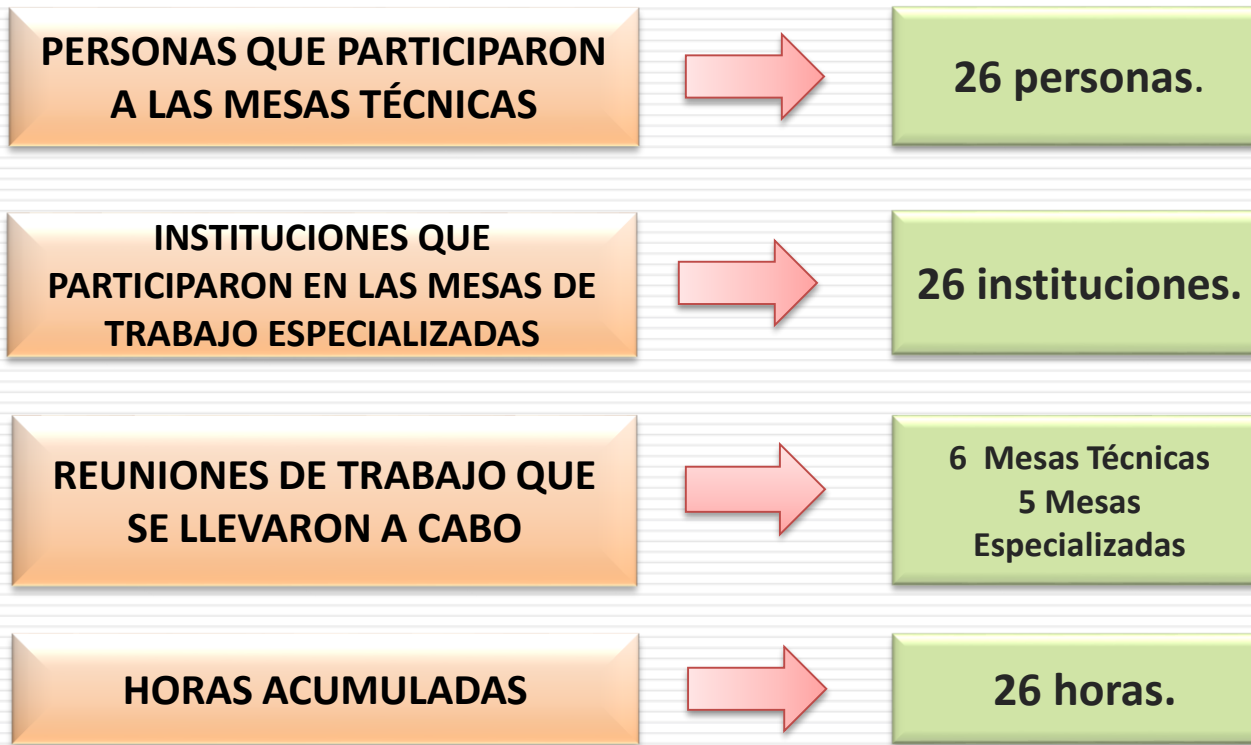 PERSONAS QUE PARTICIPARON
A LAS MESAS TÉCNICAS
26 personas.
INSTITUCIONES QUE
PARTICIPARON EN LAS MESAS DE
TRABAJO ESPECIALIZADAS
26 instituciones.
REUNIONES DE TRABAJO QUE
SE LLEVARON A CABO
6 Mesas Técnicas
5 Mesas
Especializadas
HORAS ACUMULADAS
26 horas.